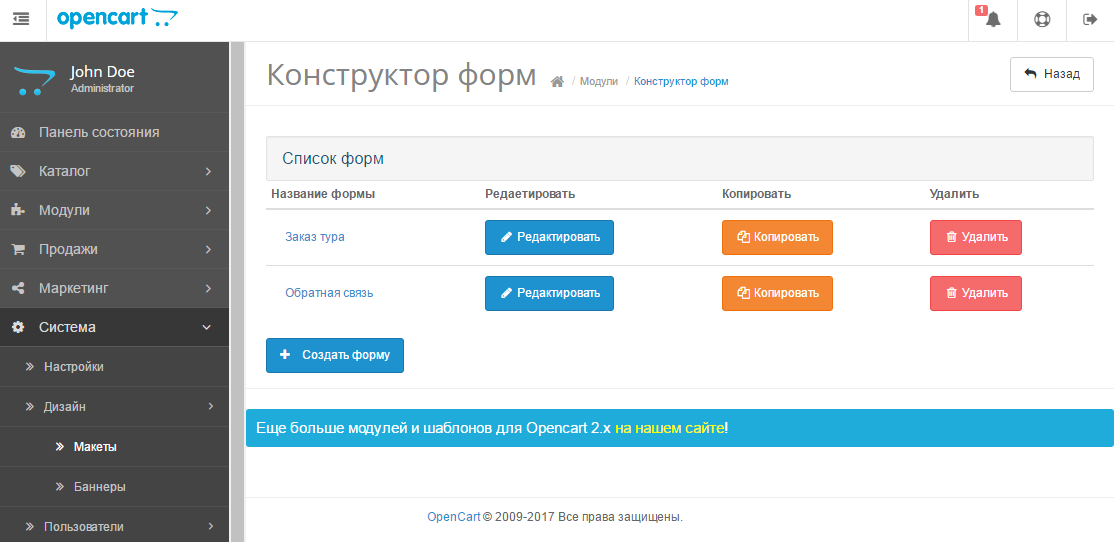 opencart
1
John Doe
Administrator
Панель состояния
Каталог
Модули
Продажи
Маркетинг
Система
Настройки
Дизайн
Макеты
Баннеры
Пользователи
Конструктор форм / Модули / Конструктор форм
Назад
Список форм
Название формы Редаетировать Копировать Удалить
Заказ тура Редактировать Копировать Удалить
Обратная связь Редактировать Копировать Удалить
Создать форму
Еще больше модулей и шаблонов для Opencart 2.x на нашем сайте!
OpenCart © 2009-2017 Все права защищены.